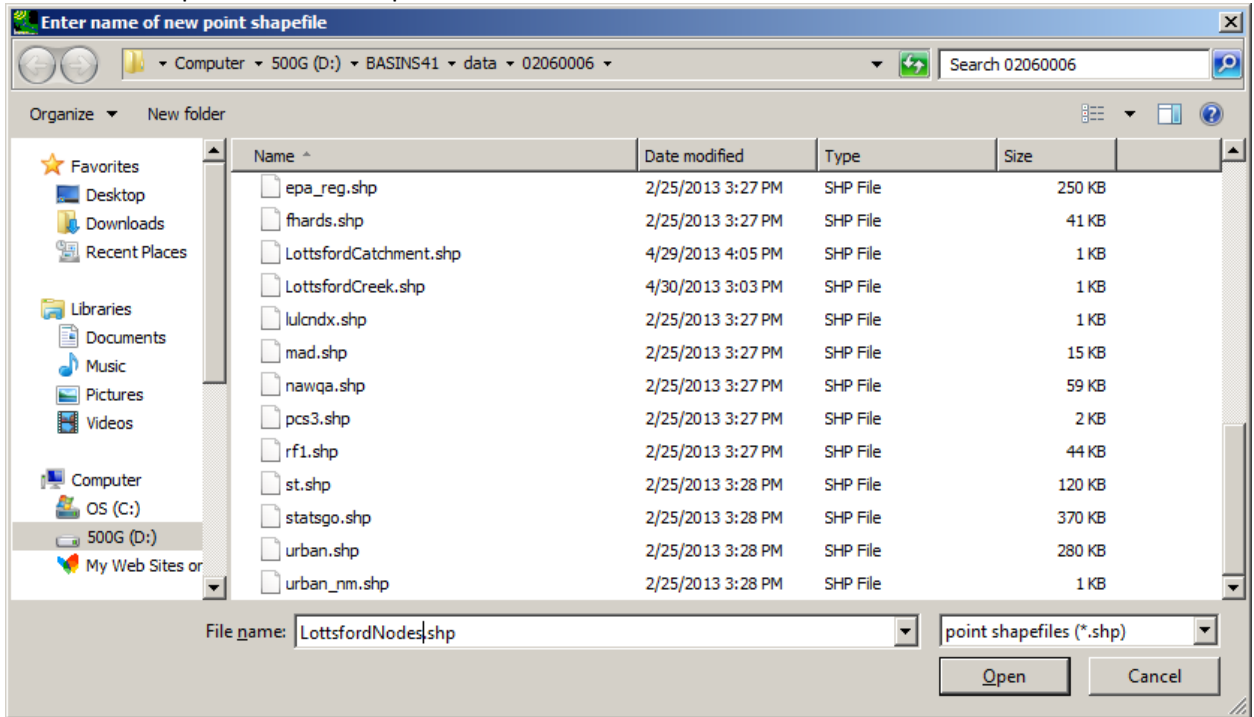 Enter name of new point shapefile
Computer 500G (D:) BASINS41 data 02060006 Search 02060006
Organize New folder
Name Date modified Type Size
Favorites
Desktop
Downloads
Recent Places
Libraries
Documents
Music
Pictures
Videos
Computer
OS (C:)
500G (D:)
My Web Sites or
epa_reg.shp 2/25/2013 3:27 PM SHP File 250 KB
fhards.shp 2/25/2013 3:27 PM SHP File 41 KB
LottsfordCatchment.shp 4/29/2013 4:05 PM SHP File 1 KB
LottsfordCreek.shp 4/30/2013 3:03 PM SHP File 1 KB
lulcndx.shp 2/25/2013 3:27 PM SHP File 1 KB
mad.shp 2/25/2013 3:27 PM SHP File 15 KB
nawqa.shp 2/25/2013 3:27 PM SHP File 59 KB
pcs3.shp 2/25/2013 3:27 PM SHP File 2 KB
rf1.shp 2/25/2013 3:27 PM SHP File 44 KB
st.shp 2/25/2013 3:28 PM SHP File 120 KB
statsgo.shp 2/25/2013 3:28 PM SHP File 370 KB
urban.shp 2/25/2013 3:28 PM SHP File 280 KB
urban_nm.shp 2/25/2013 3:28 PM SHP File 1 KB
File name: LottsfordNodes.shp point shapefiles (*.shp)
Open Cancel